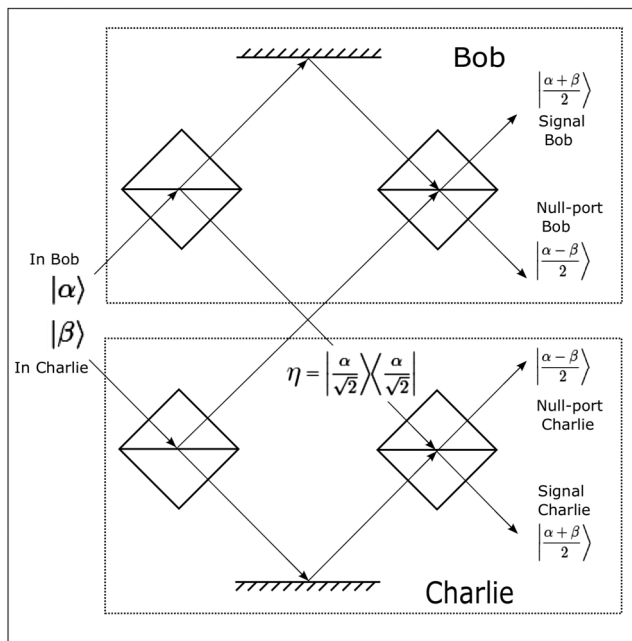 Bob
|α+β/2⟩
Signal
Bob
Null-port
Bob
|α−β/2⟩
In Bob
|α⟩
|β⟩
In Charlie
η = |α/√2⟩⟨α/√2|
|α−β/2⟩
Null-port
Charlie
Signal
Charlie
|α+β/2⟩
Charlie